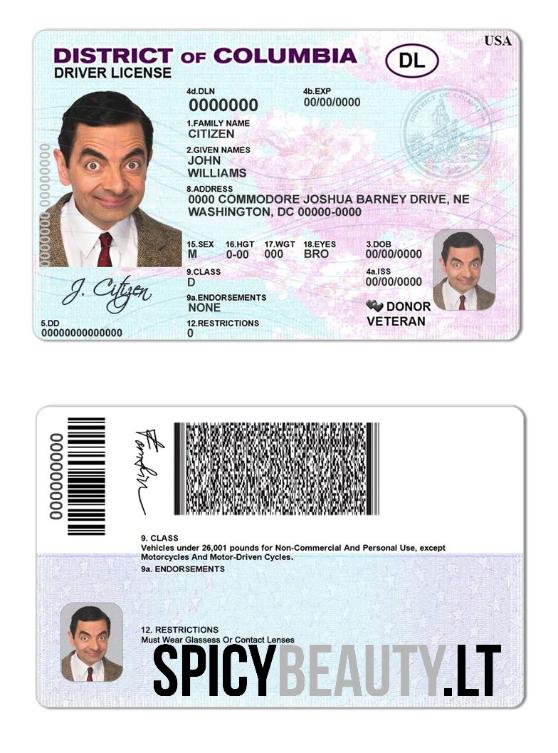 USA
DISTRICT OF COLUMBIA
DL
DRIVER LICENSE
4d.DLN
4b.EXP
0000000
00/00/0000
1.FAMILY NAME
CITIZEN
2.GIVEN NAMES
JOHN
WILLIAMS
8.ADDRESS
0000 COMMODORE JOSHUA BARNEY DRIVE, NE
WASHINGTON, DC 00000-0000
15.SEX 16.HGT 17.WGT 18.EYES 3.DOB
M 0-00 000 BRO 00/00/0000
9.CLASS
D
4a.ISS
00/00/0000
J. Citizen
9a.ENDORSEMENTS
NONE
DONOR
VETERAN
5.DD
00000000000000
12.RESTRICTIONS
0
00000000 00000000
000000000
9. CLASS
Vehicles under 26,001 pounds for Non-Commercial And Personal Use, except
Motorcycles And Motor-Driven Cycles.
9a. ENDORSEMENTS
12. RESTRICTIONS
Must Wear Glassess Or Contact Lenses
SPICYBEAUTY.LT